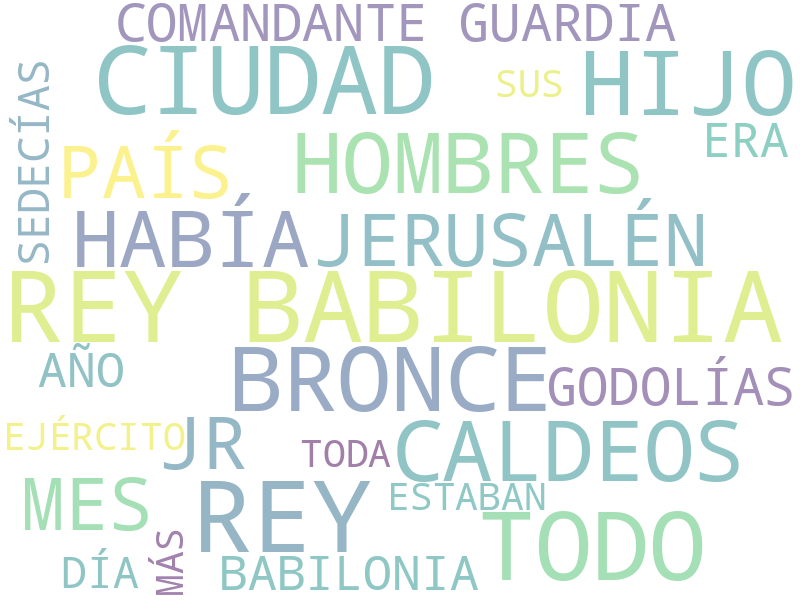 COMANDANTE GUARDIA
CIUDAD
SUS
HIJO
SEDECÍAS
PAÍS
HOMBRES
ERA
HABÍA
JERUSALÉN
REY BABILONIA
AÑO
BRONCE
GODOLÍAS
EJÉRCITO
JR
TODA
CALDEOS
MES
REY
ESTABAN
TODO
DÍA
MÁS
BABILONIA